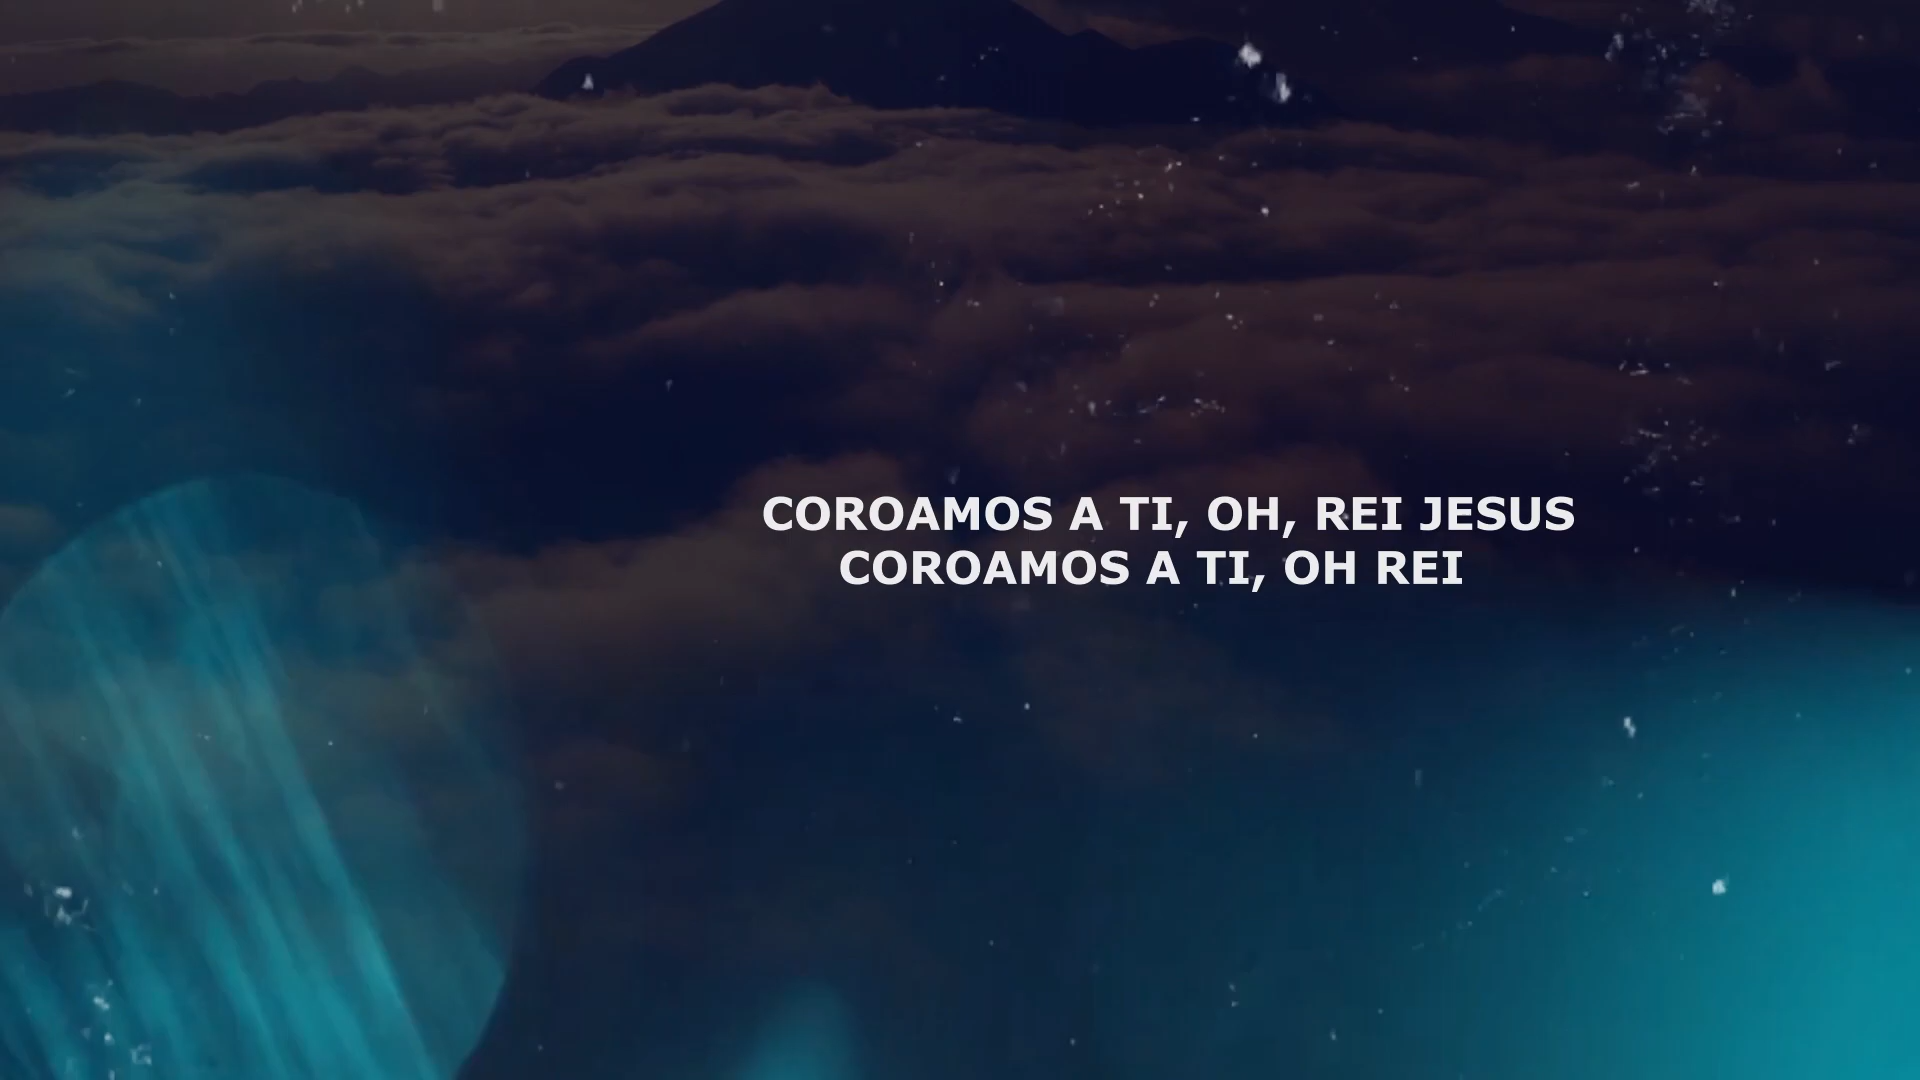 COROAMOS A TI, OH, REI JESUS
COROAMOS A TI, OH REI